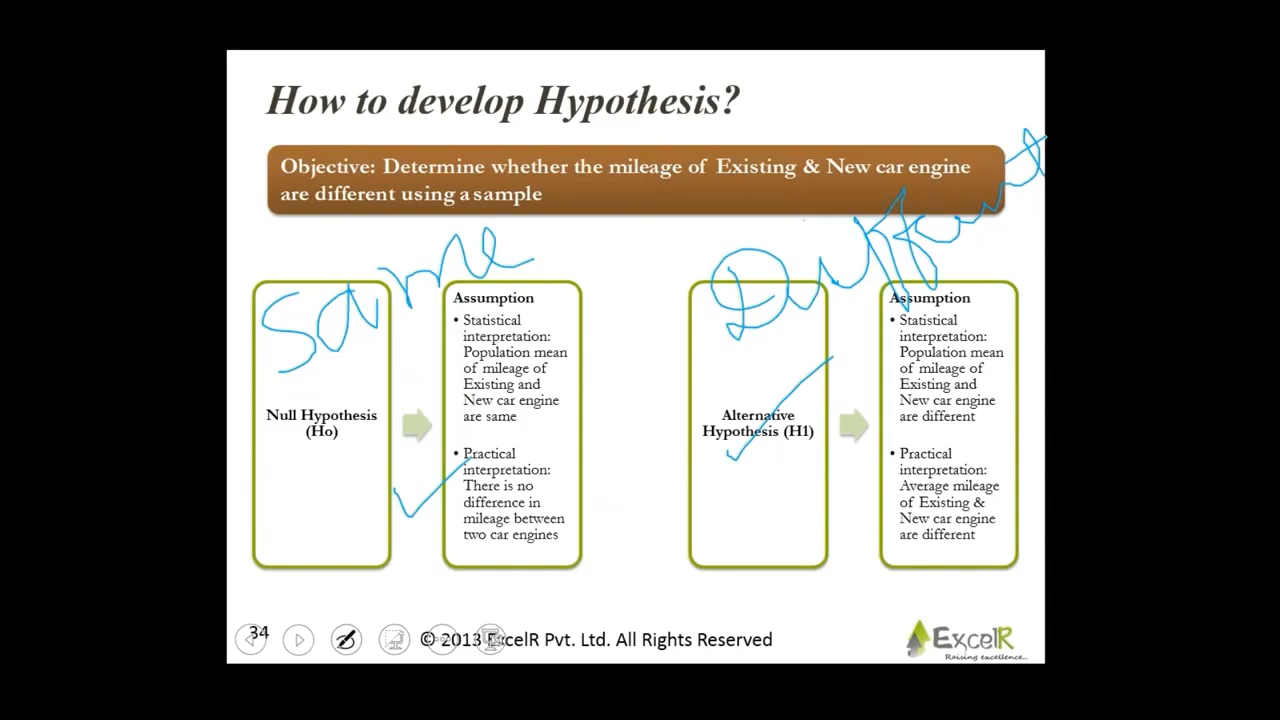 How to develop Hypothesis?
Objective: Determine whether the mileage of Existing & New car engine
are different using a sample
Same
Null Hypothesis
(Ho)
Assumption
• Statistical
interpretation:
Population mean
of mileage of
Existing and
New car engine
are same
• Practical
interpretation:
There is no
difference in
mileage between
two car engines
Alternative
Hypothesis (H1)
Assumption
• Statistical
interpretation:
Population mean
of mileage of
Existing and
New car engine
are different
• Practical
interpretation:
Average mileage
of Existing &
New car engine
are different
34
© 2013 ExcelR Pvt. Ltd. All Rights Reserved
ExcelR
Raising excellence...